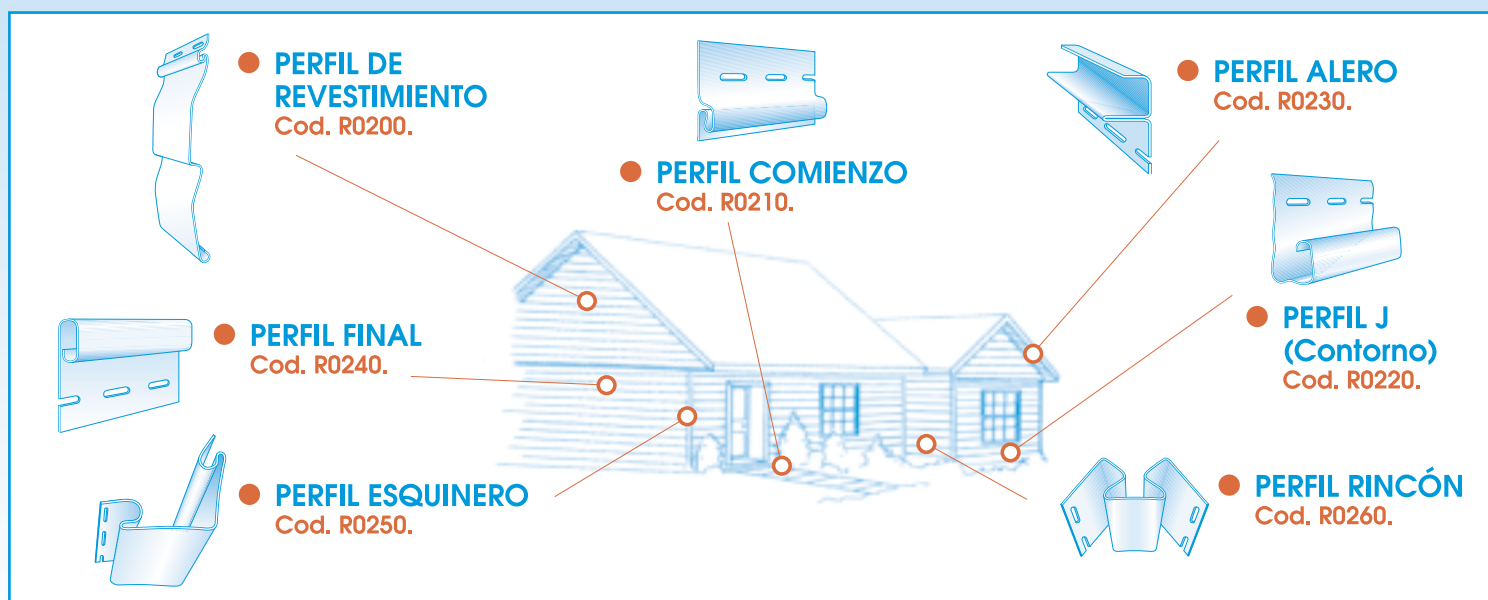 PERFIL DE
REVESTIMIENTO
Cod. R0200.
PERFIL COMIENZO
Cod. R0210.
PERFIL ALERO
Cod. R0230.
PERFIL J
(Contorno)
Cod. R0220.
PERFIL FINAL
Cod. R0240.
PERFIL ESQUINERO
Cod. R0250.
PERFIL RINCÓN
Cod. R0260.